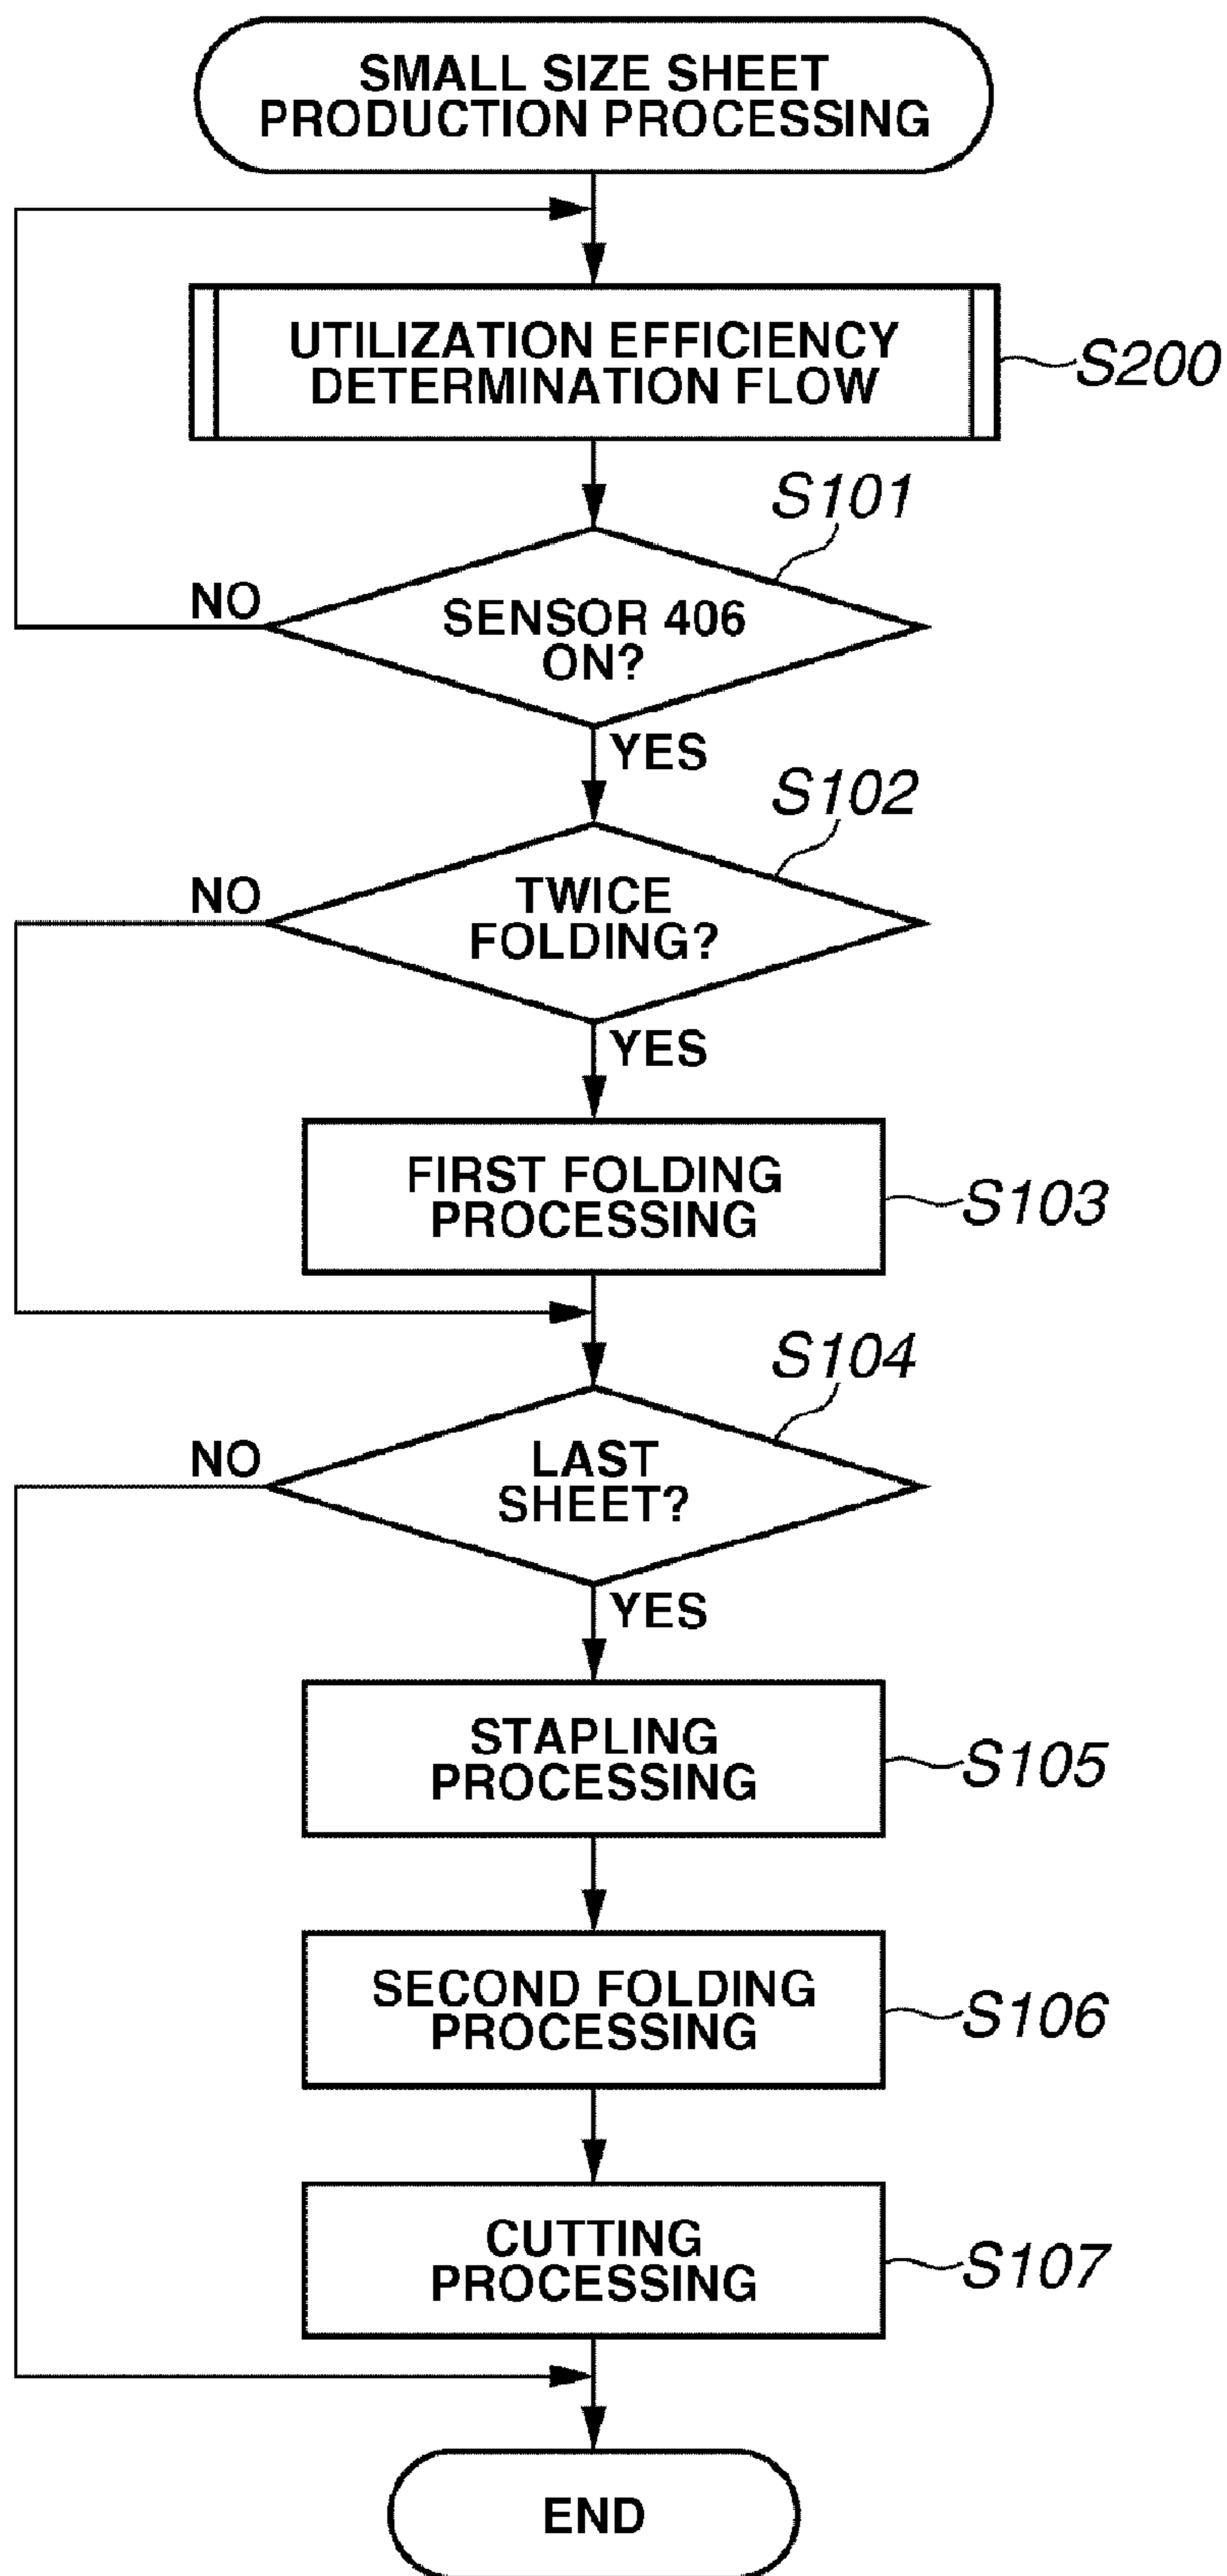 SMALL SIZE SHEET
PRODUCTION PROCESSING
UTILIZATION EFFICIENCY
DETERMINATION FLOW
S200
S101
NO
SENSOR 406
ON?
YES
S102
NO
TWICE
FOLDING?
YES
FIRST FOLDING
PROCESSING
S103
S104
NO
LAST
SHEET?
YES
STAPLING
PROCESSING
S105
SECOND FOLDING
PROCESSING
S106
CUTTING
PROCESSING
S107
END